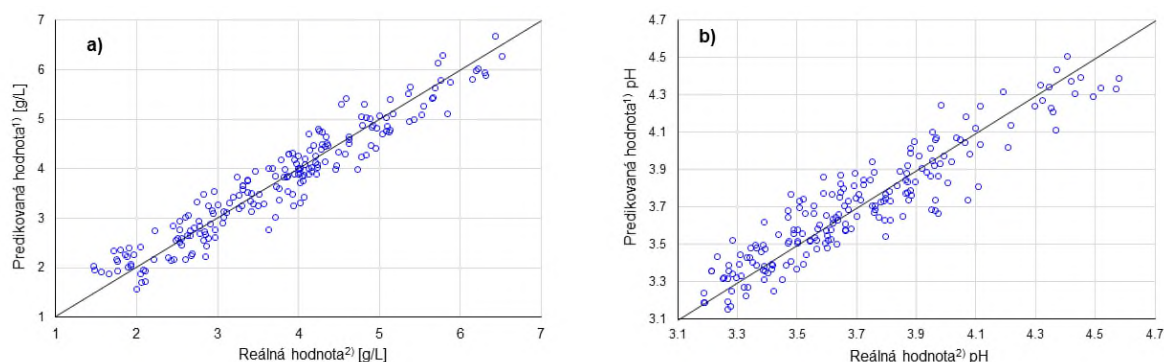 a)
Predikovaná hodnota¹⁾ [g/L]
7
6
5
4
3
2
1
1 2 3 4 5 6 7
Reálná hodnota²⁾ [g/L]
b)
Predikovaná hodnota¹⁾ pH
4.7
4.5
4.3
4.1
3.9
3.7
3.5
3.3
3.1
3.1 3.3 3.5 3.7 3.9 4.1 4.3 4.5 4.7
Reálná hodnota²⁾ pH